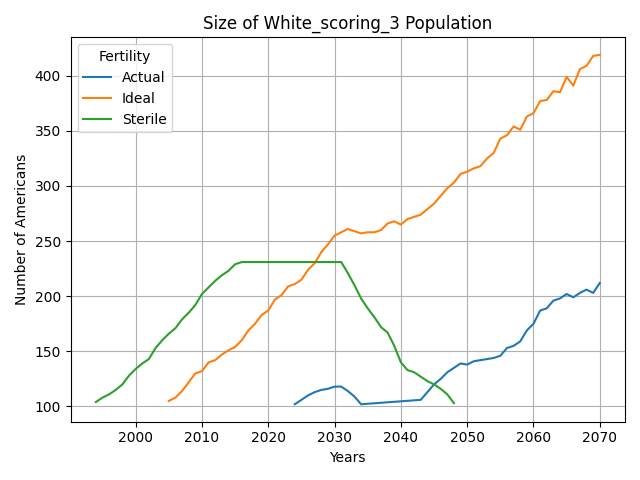 Size of White_scoring_3 Population
Fertility
Actual
Ideal
Sterile
Number of Americans
400
350
300
250
200
150
100
2000
2010
2020
2030
2040
2050
2060
2070
Years